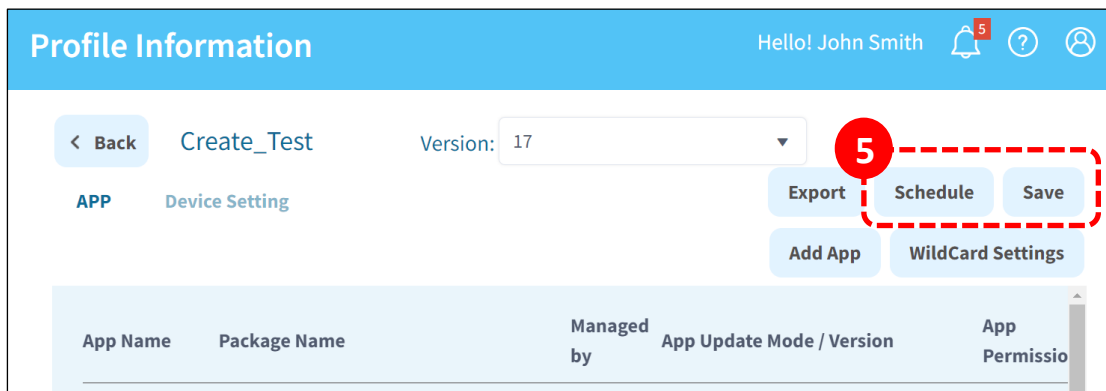 Profile Information
Hello! John Smith
5
?
< Back
Create_Test
Version:
17
5
APP
Device Setting
Export
Schedule
Save
Add App
WildCard Settings
App Name
Package Name
Managed by
App Update Mode / Version
App Permissio